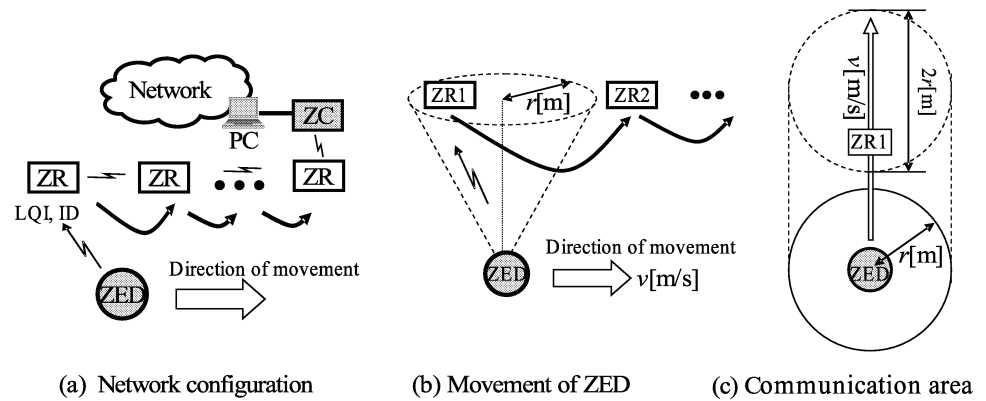 Network
PC
ZC
ZR
ZR
ZR
LQI, ID
ZED
Direction of movement
(a) Network configuration
ZR1
r[m]
ZR2
ZED
Direction of movement
v[m/s]
(b) Movement of ZED
v[m/s]
2r[m]
ZR1
ZED
r[m]
(c) Communication area